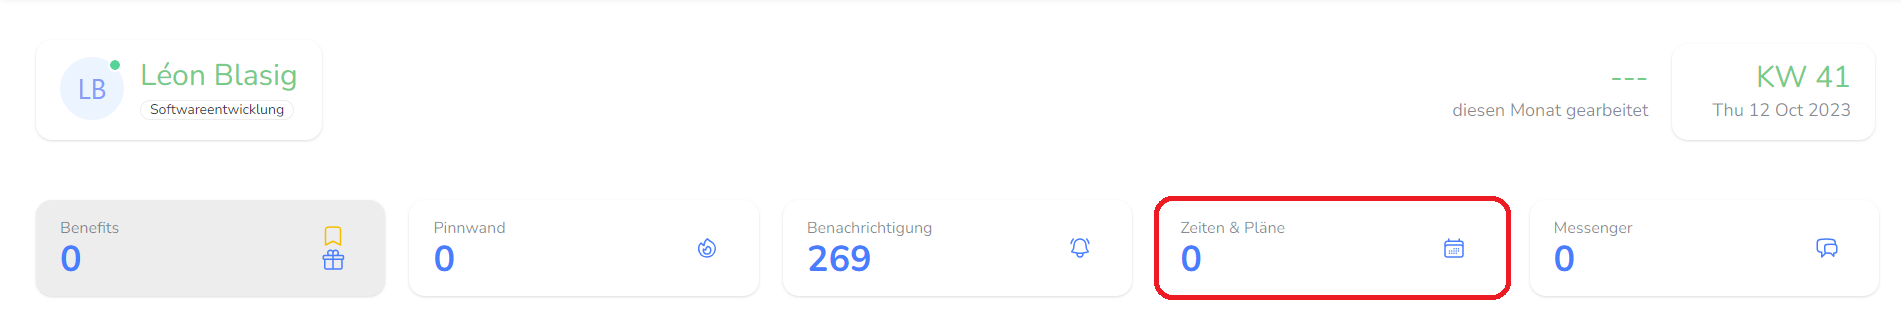 LB
Léon Blasig
Softwareentwicklung
---
diesen Monat gearbeitet
KW 41
Thu 12 Oct 2023
Benefits
0
Pinnwand
0
Benachrichtigung
269
Zeiten & Pläne
0
Messenger
0